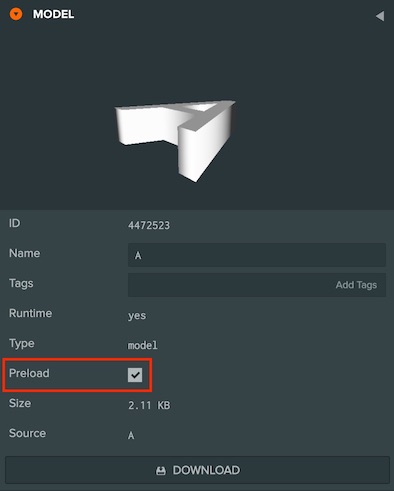 MODEL
ID 4472523
Name A
Tags Add Tags
Runtime yes
Type model
Preload
Size 2.11 KB
Source A
DOWNLOAD